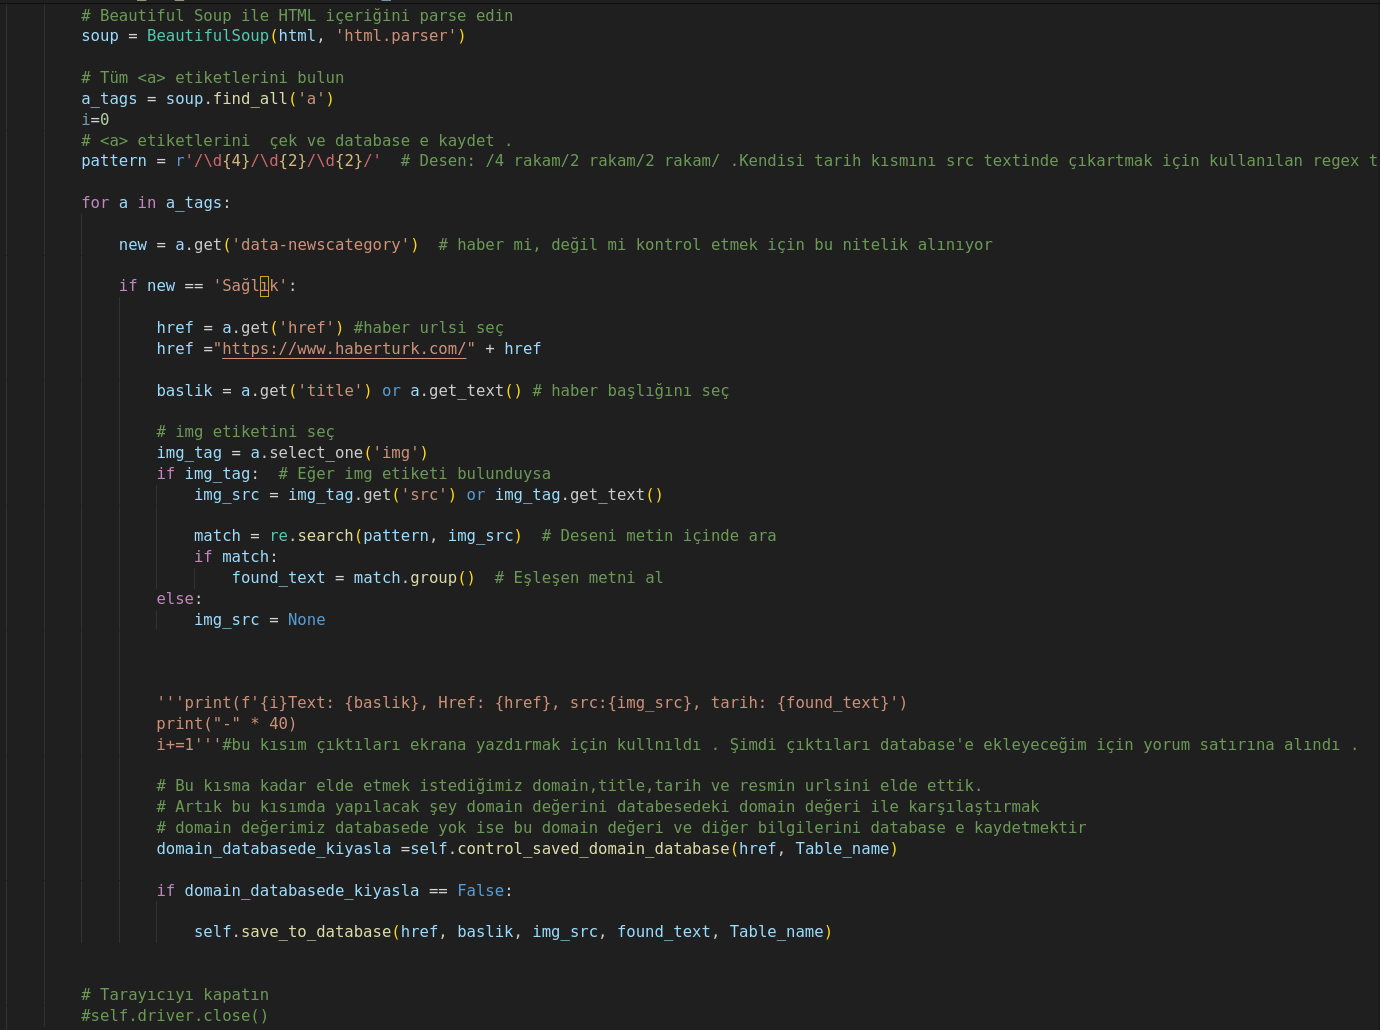 # Beautiful Soup ile HTML içeriğini parse edin
soup = BeautifulSoup(html, 'html.parser')
# Tüm <a> etiketlerini bulun
a_tags = soup.find_all('a')
i=0
# <a> etiketlerini  çek ve database e kaydet .
pattern = r'/\d{4}/\d{2}/\d{2}/'  # Desen: /4 rakam/2 rakam/2 rakam/ .Kendisi tarih kısmını src textinde çıkartmak için kullanılan regex t
for a in a_tags:
new = a.get('data-newscategory')  # haber mi, değil mi kontrol etmek için bu nitelik alınıyor
if new == 'Sağlık':
href = a.get('href') #haber urlsi seç
href ="https://www.haberturk.com/" + href
baslik = a.get('title') or a.get_text() # haber başlığını seç
# img etiketini seç
img_tag = a.select_one('img')
if img_tag:  # Eğer img etiketi bulunduysa
img_src = img_tag.get('src') or img_tag.get_text()
match = re.search(pattern, img_src)  # Deseni metin içinde ara
if match:
found_text = match.group()  # Eşleşen metni al
else:
img_src = None
'''print(f'{i}Text: {baslik}, Href: {href}, src:{img_src}, tarih: {found_text}')
print("-" * 40)
i+=1'''#bu kısım çıktıları ekrana yazdırmak için kullnıldı . Şimdi çıktıları database'e ekleyeceğim için yorum satırına alındı .
# Bu kısma kadar elde etmek istediğimiz domain,title,tarih ve resmin urlsini elde ettik.
# Artık bu kısımda yapılacak şey domain değerini databesedeki domain değeri ile karşılaştırmak
# domain değerimiz databasede yok ise bu domain değeri ve diğer bilgilerini database e kaydetmektir
domain_databasede_kiyasla =self.control_saved_domain_database(href, Table_name)
if domain_databasede_kiyasla == False:
self.save_to_database(href, baslik, img_src, found_text, Table_name)
# Tarayıcıyı kapatın
#self.driver.close()